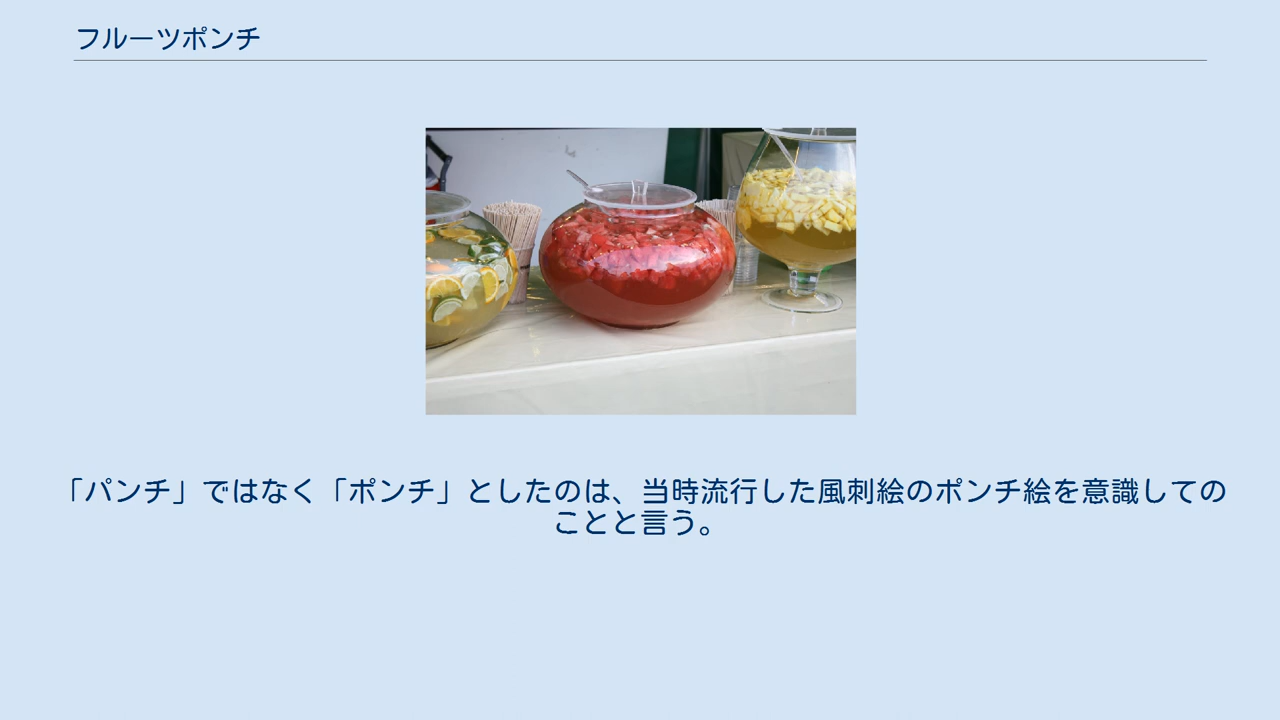 フルーツポンチ
「パンチ」ではなく「ポンチ」としたのは、当時流行した風刺絵のポンチ絵を意識しての
ことと言う。